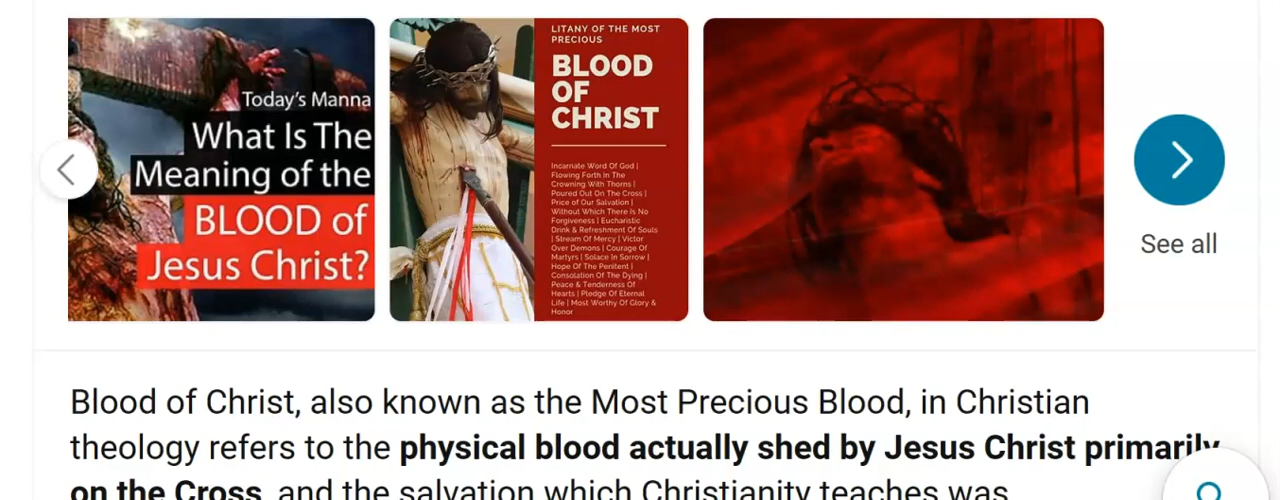 Today's Manna
What Is The
Meaning of the
BLOOD of
Jesus Christ?
LITANY OF THE MOST
PRECIOUS
BLOOD
OF
CHRIST
Incarnate Word Of God |
Flowing Forth In The
Crowning With Thorns |
Poured Out On The Cross |
Price of Our Salvation |
Without Which There Is No
Forgiveness | Eucharistic
Drink & Refreshment Of Souls
| Stream Of Mercy | Victor
Over Demons | Courage Of
Martyrs | Solace In Sorrow |
Hope Of The Penitent |
Consolation Of The Dying |
Peace & Tenderness Of
Hearts | Pledge Of Eternal
Life | Most Worthy Of Glory &
Honor
See all
Blood of Christ, also known as the Most Precious Blood, in Christian
theology refers to the physical blood actually shed by Jesus Christ primarily
on the Cross, and the salvation which Christianity teaches was